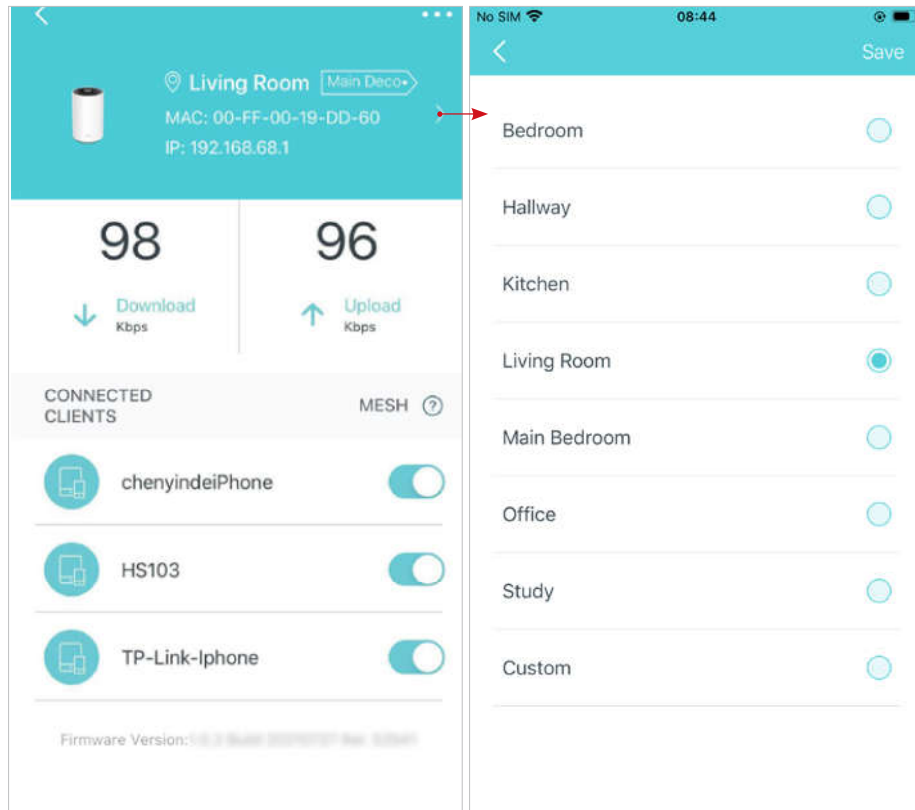 Living Room Main Deco
MAC: 00-FF-00-19-DD-60
IP: 192.168.68.1
98
96
Download
Kbps
Upload
Kbps
CONNECTED
CLIENTS
MESH ?
chenyindeiPhone
HS103
TP-Link-Iphone
Firmware Version:
No SIM 08:44
Save
Bedroom
Hallway
Kitchen
Living Room
Main Bedroom
Office
Study
Custom